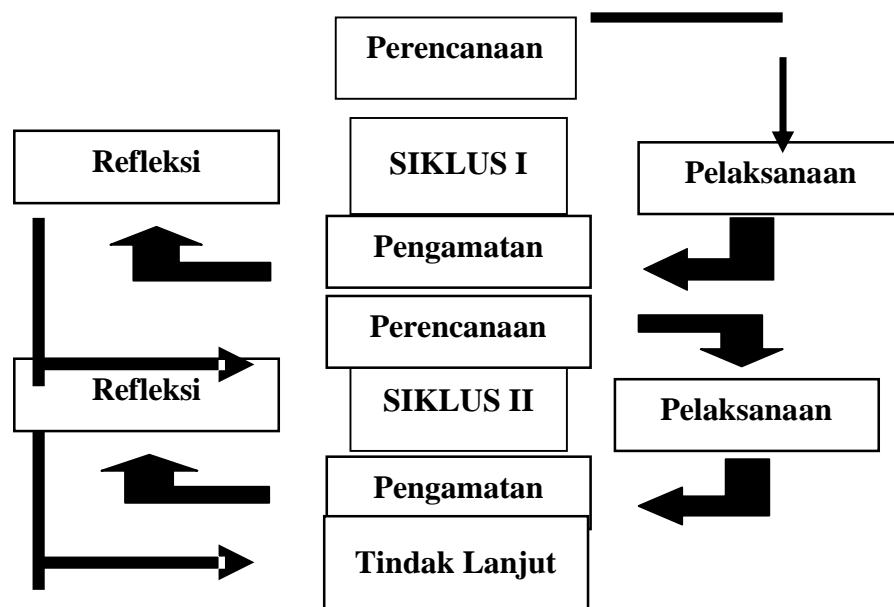 Perencanaan
Refleksi
SIKLUS I
Pelaksanaan
Pengamatan
Perencanaan
Refleksi
SIKLUS II
Pelaksanaan
Pengamatan
Tindak Lanjut